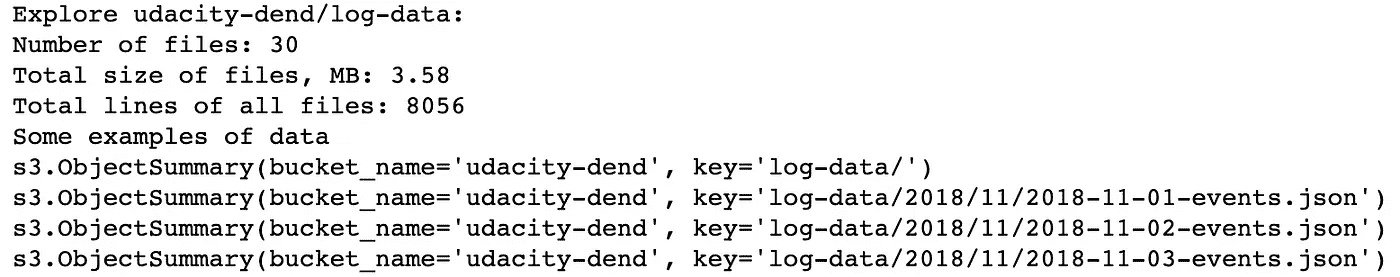 Explore udacity-dend/log-data:
Number of files: 30
Total size of files, MB: 3.58
Total lines of all files: 8056
Some examples of data
s3.ObjectSummary(bucket_name='udacity-dend', key='log-data/')
s3.ObjectSummary(bucket_name='udacity-dend', key='log-data/2018/11/2018-11-01-events.json')
s3.ObjectSummary(bucket_name='udacity-dend', key='log-data/2018/11/2018-11-02-events.json')
s3.ObjectSummary(bucket_name='udacity-dend', key='log-data/2018/11/2018-11-03-events.json')